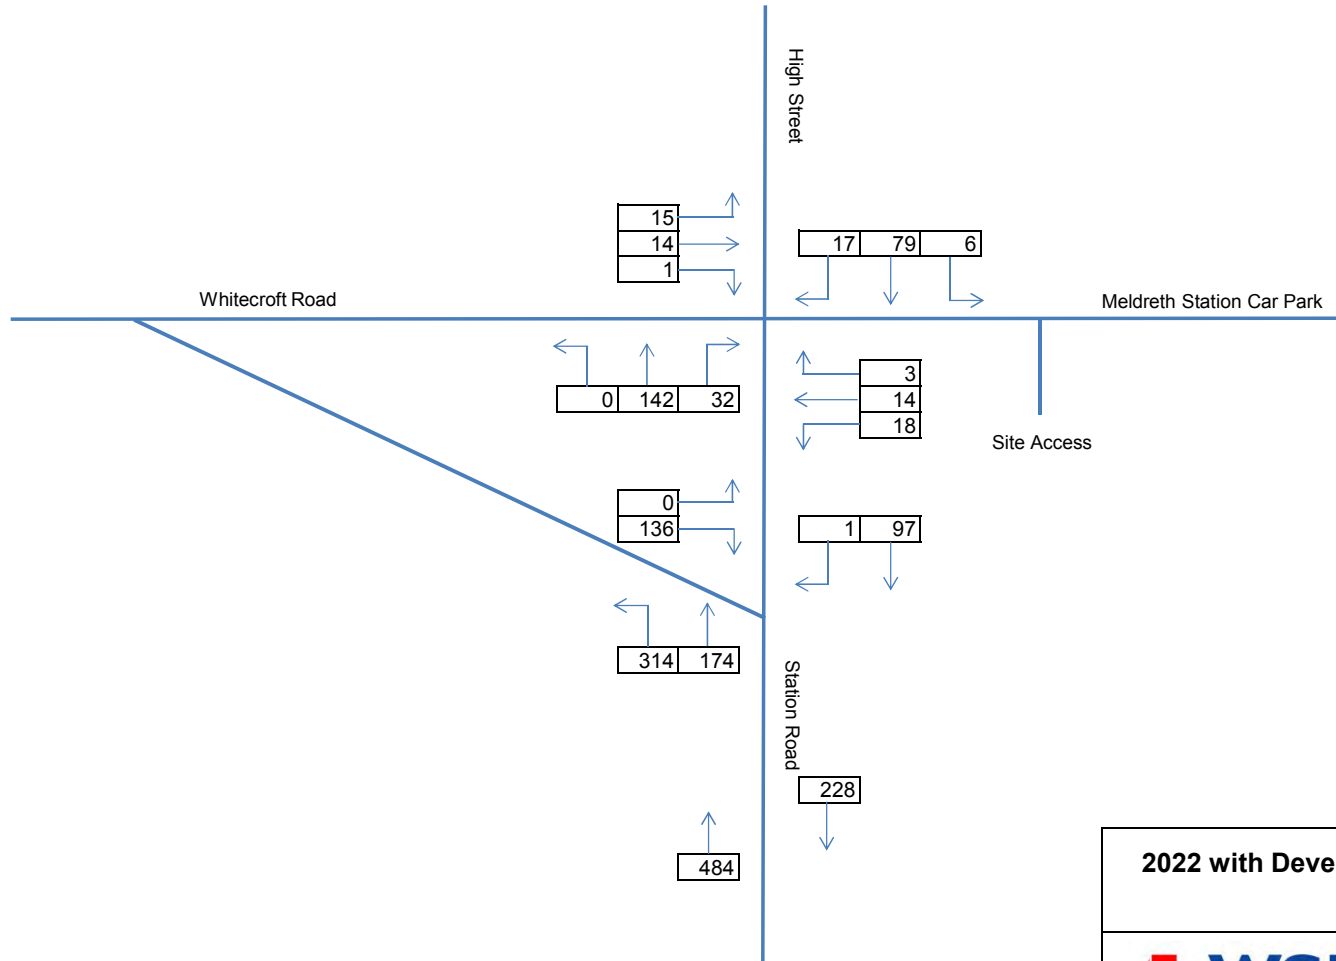 High Street
15
14
1
17 79 6
Whitecroft Road
Meldreth Station Car Park
0 142 32
3
14
18
Site Access
0
136
1 97
314 174
Station Road
228
484
2022 with Deve